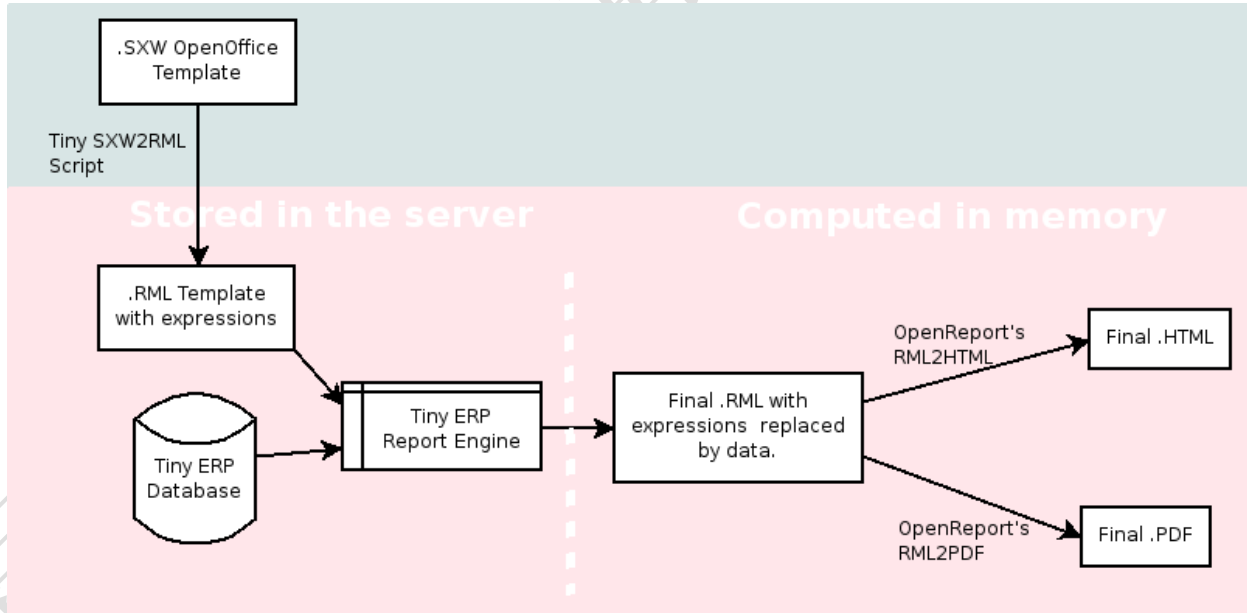 .SXW OpenOffice
Template
Tiny SXW2RML
Script
Stored in the server
Computed in memory
.RML Template
with expressions
Tiny ERP
Database
Tiny ERP
Report Engine
Final .RML with
expressions replaced
by data.
OpenReport's
RML2HTML
Final .HTML
OpenReport's
RML2PDF
Final .PDF